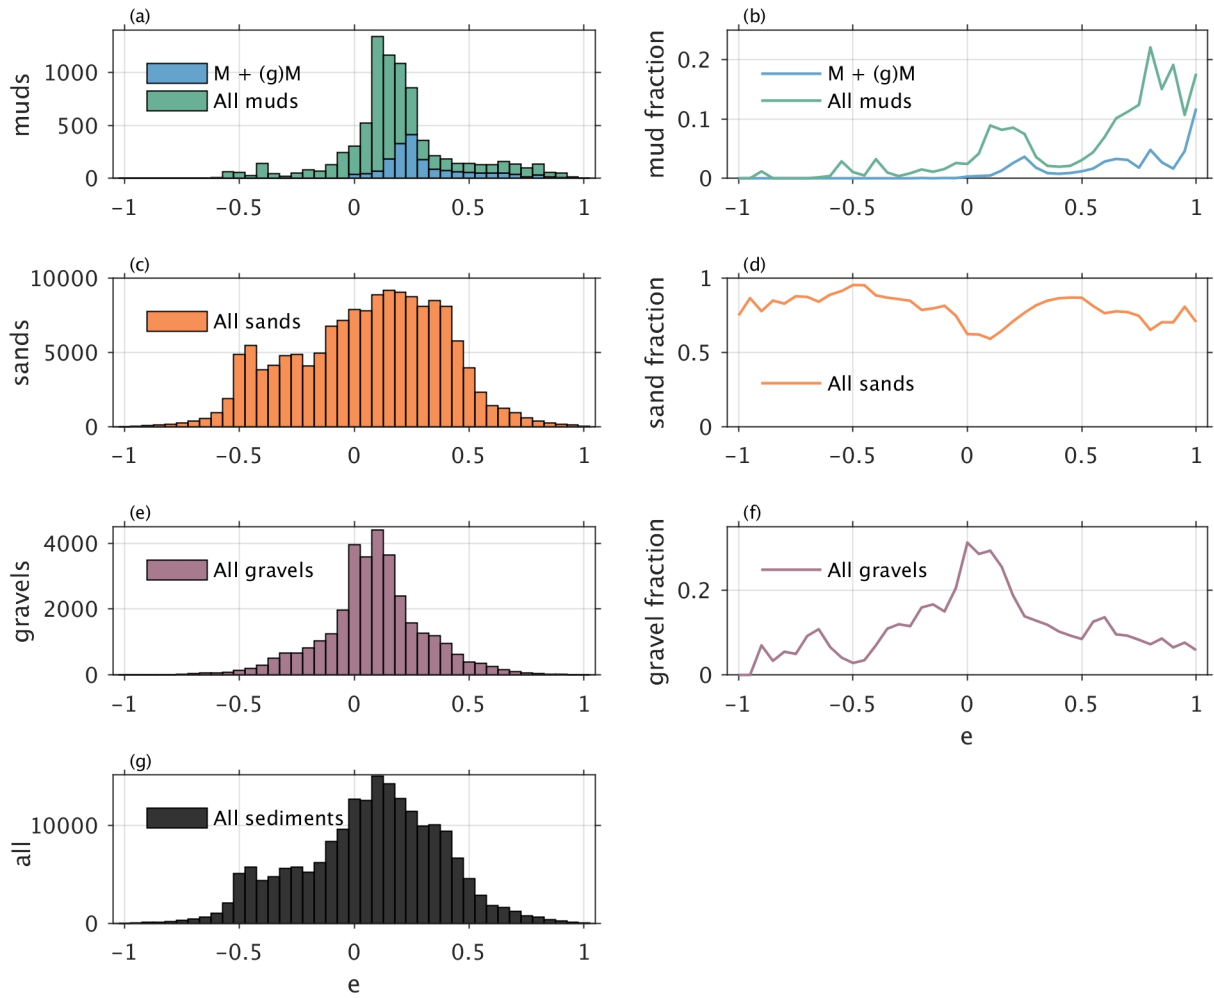 (a)
muds
1000
500
0
M + (g)M
All muds
−1 −0.5 0 0.5 1
e
(b)
mud fraction
0.2
0.1
0
M + (g)M
All muds
−1 −0.5 0 0.5 1
(c)
sands
10000
5000
0
All sands
−1 −0.5 0 0.5 1
(d)
sand fraction
1
0.5
0
All sands
−1 −0.5 0 0.5 1
(e)
gravels
4000
2000
0
All gravels
−1 −0.5 0 0.5 1
(f)
gravel fraction
0.2
0
All gravels
−1 −0.5 0 0.5 1
e
(g)
all
10000
0
All sediments
−1 −0.5 0 0.5 1
e